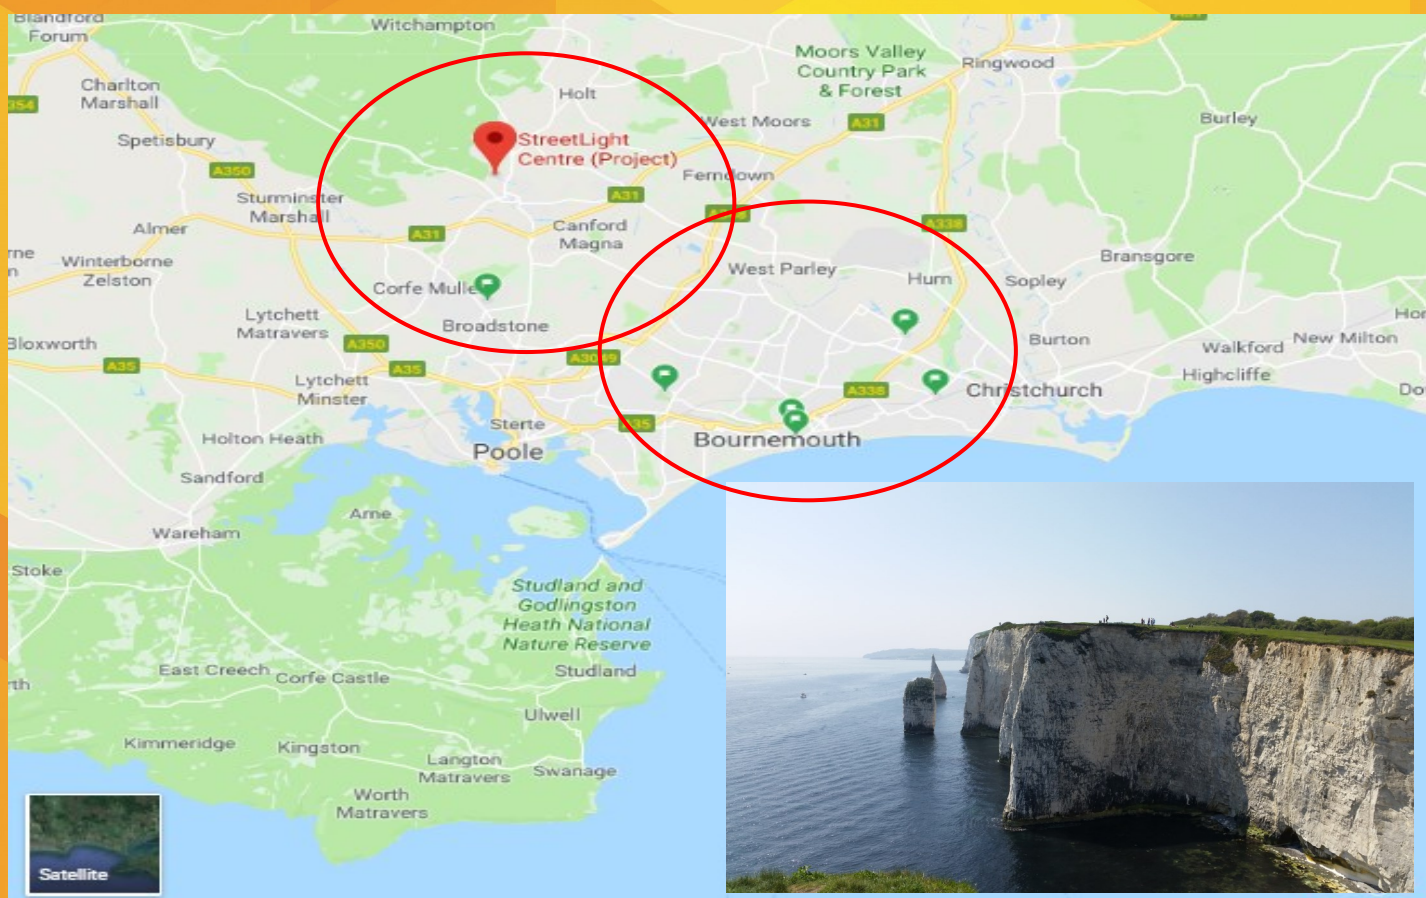 Blandford
Forum
Witchampton
Moors Valley
Country Park
& Forest
Ringwood
Charlton
Marshall
Holt
354
West Moors
A31
Burley
Spetisbury
StreetLight
Centre (Project)
A350
Ferndown
Sturminster
Marshall
A31
Almer
A31
Canford
Magna
A338
Winterborne
Zelston
West Parley
Hurn
Sopley
Bransgore
Corfe Mulle
Lytchett
Matravers
Broadstone
A350
A3049
Bloxworth
A35
A35
Burton
Walkford
New Milton
Highcliffe
Lytchett
Minster
A338
Christchurch
Sterte
A35
Bournemouth
Holton Heath
Poole
Sandford
Arne
Wareham
Stoke
Studland and
Godlingston
Heath National
Nature Reserve
East Creech
Corfe Castle
Studland
Ulwell
Kimmeridge
Kingston
Langton
Matravers
Swanage
Worth
Matravers
Satellite